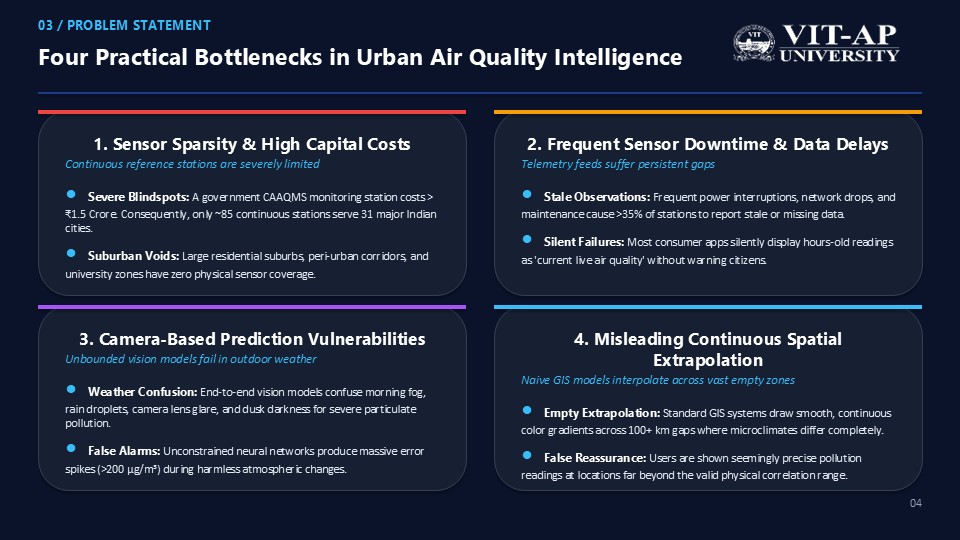 03 / PROBLEM STATEMENT
Four Practical Bottlenecks in Urban Air Quality Intelligence
VIT
VIT-AP
UNIVERSITY
1. Sensor Sparsity & High Capital Costs
Continuous reference stations are severely limited
● Severe Blindspots: A government CAAQMS monitoring station costs >
₹1.5 Crore. Consequently, only ~85 continuous stations serve 31 major Indian
cities.
● Suburban Voids: Large residential suburbs, peri-urban corridors, and
university zones have zero physical sensor coverage.
2. Frequent Sensor Downtime & Data Delays
Telemetry feeds suffer persistent gaps
● Stale Observations: Frequent power interruptions, network drops, and
maintenance cause >35% of stations to report stale or missing data.
● Silent Failures: Most consumer apps silently display hours-old readings
as 'current live air quality' without warning citizens.
3. Camera-Based Prediction Vulnerabilities
Unbounded vision models fail in outdoor weather
● Weather Confusion: End-to-end vision models confuse morning fog,
rain droplets, camera lens glare, and dusk darkness for severe particulate
pollution.
● False Alarms: Unconstrained neural networks produce massive error
spikes (>200 µg/m³) during harmless atmospheric changes.
4. Misleading Continuous Spatial
Extrapolation
Naive GIS models interpolate across vast empty zones
● Empty Extrapolation: Standard GIS systems draw smooth, continuous
color gradients across 100+ km gaps where microclimates differ completely.
● False Reassurance: Users are shown seemingly precise pollution
readings at locations far beyond the valid physical correlation range.
04